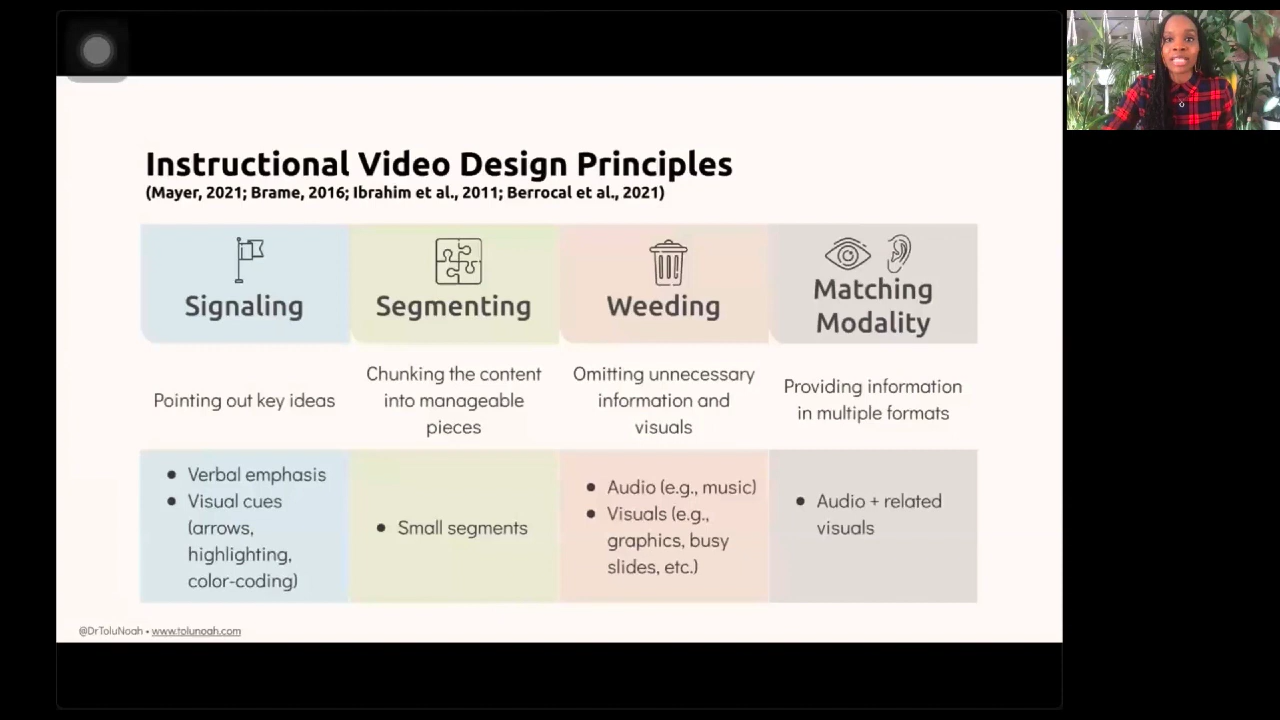 Instructional Video Design Principles
(Mayer, 2021; Brame, 2016; Ibrahim et al., 2011; Berrocal et al., 2021)
Signaling
Segmenting
Weeding
Matching
Modality
Pointing out key ideas
Chunking the content
into manageable
pieces
Omitting unnecessary
information and
visuals
Providing information
in multiple formats
• Verbal emphasis
• Visual cues
(arrows,
highlighting,
color-coding)
• Small segments
• Audio (e.g., music)
• Visuals (e.g.,
graphics, busy
slides, etc.)
• Audio + related
visuals
@DrToluNoah • www.tolunoah.com